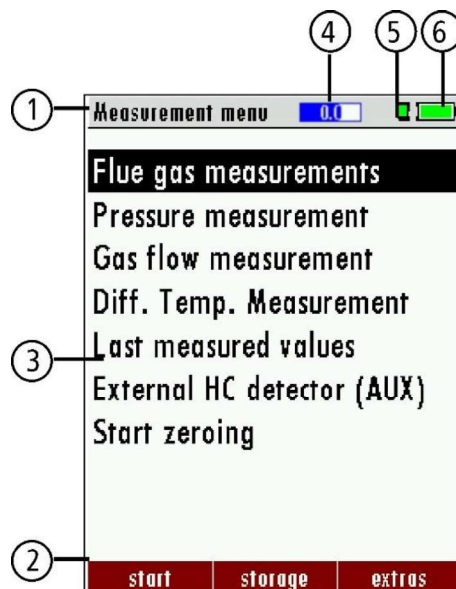 4 5 6
1 Measurement menu 0.0
Flue gas measurements
Pressure measurement
Gas flow measurement
Diff. Temp. Measurement
3 Last measured values
External HC detector (AUX)
Start zeroing
2
start storage extras